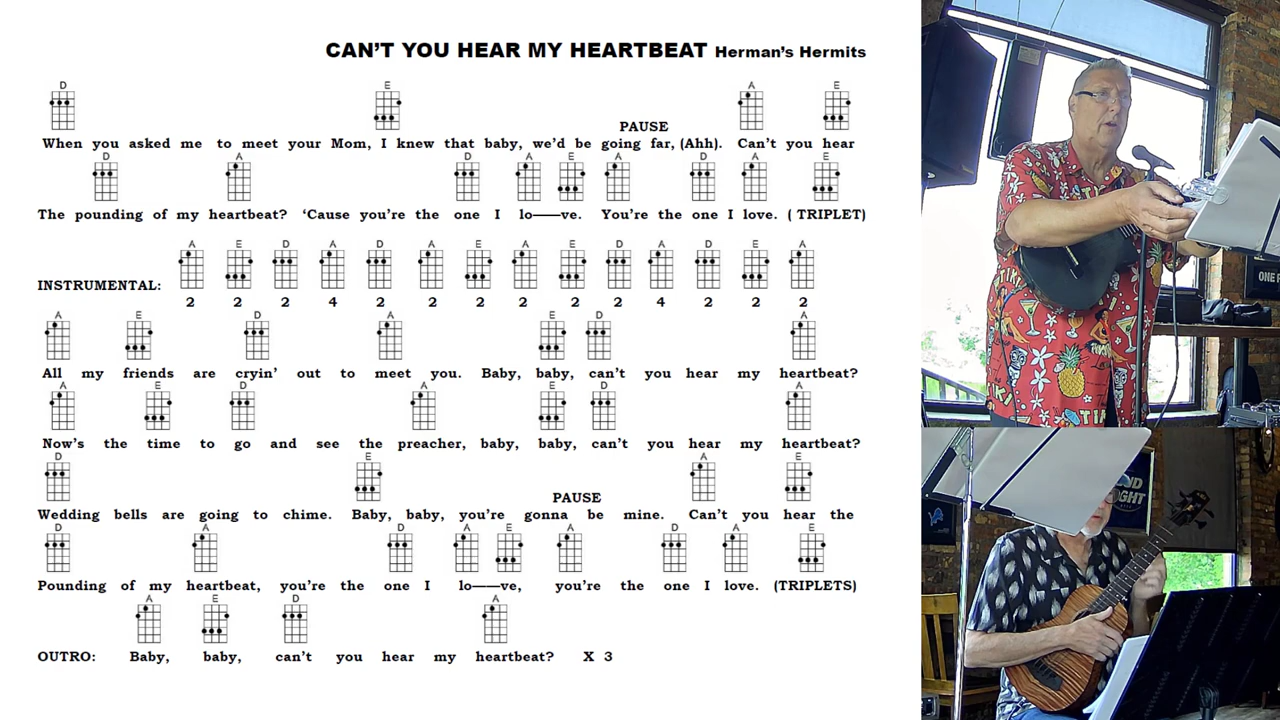 CAN'T YOU HEAR MY HEARTBEAT Herman's Hermits
D E A E
PAUSE
When you asked me to meet your Mom, I knew that baby, we'd be going far, (Ahh). Can't you hear
D A D A E A D A E
The pounding of my heartbeat? ‘Cause you're the one I lo——ve. You're the one I love. ( TRIPLET)
A E D A D A E A E D A D E A
INSTRUMENTAL:
2 2 2 4 2 2 2 2 2 2 4 2 2 2
A E D A E D A
All my friends are cryin' out to meet you. Baby, baby, can't you hear my heartbeat?
A E D A E D A
Now's the time to go and see the preacher, baby, baby, can't you hear my heartbeat?
D E A E
PAUSE
Wedding bells are going to chime. Baby, baby, you're gonna be mine. Can't you hear the
D A D A E A D A E
Pounding of my heartbeat, you're the one I lo——ve, you're the one I love. (TRIPLETS)
A E D A
OUTRO: Baby, baby, can't you hear my heartbeat? X 3
TIKI